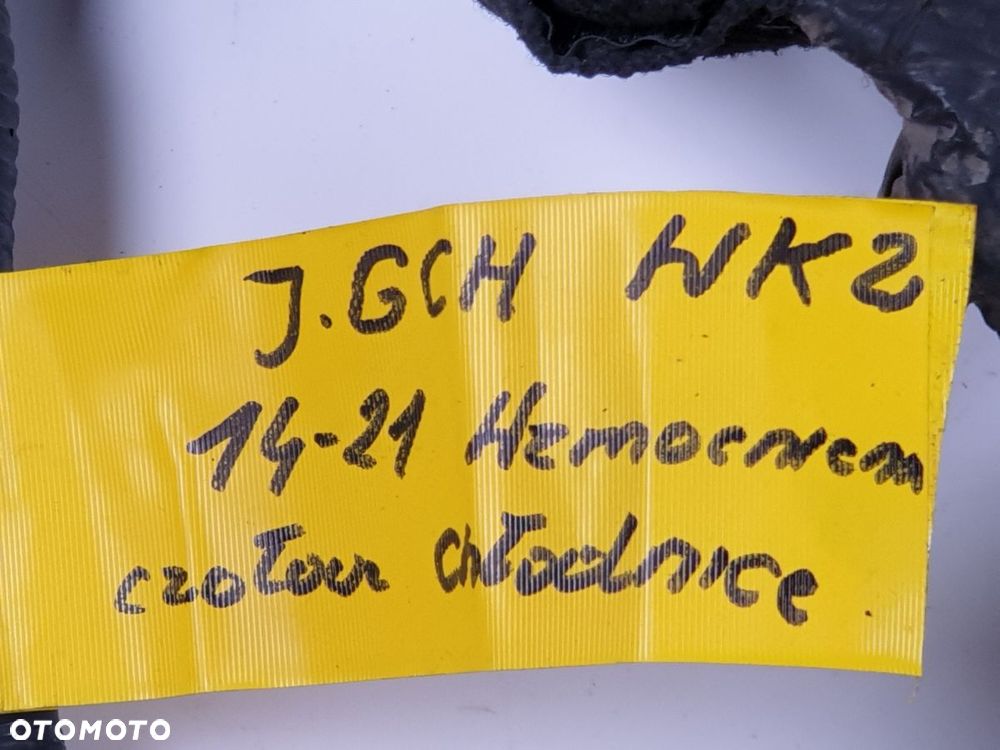 J.GCH WK2
14-21 Wzmocnienie
czołowe chłodnice
OTOMOTO